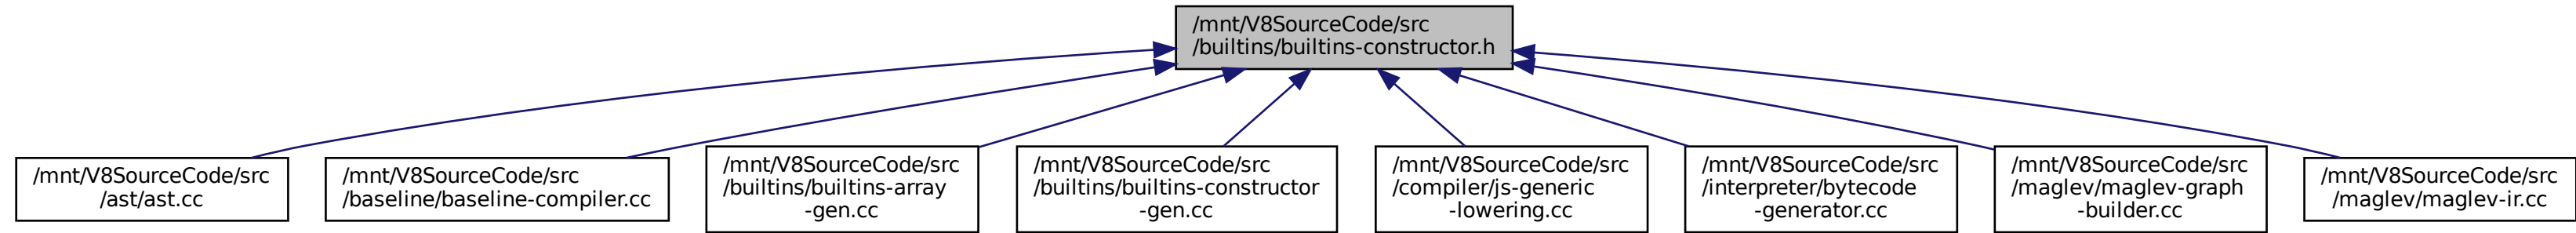 /mnt/V8SourceCode/src
/builtins/builtins-constructor.h
/mnt/V8SourceCode/src
/ast/ast.cc
/mnt/V8SourceCode/src
/baseline/baseline-compiler.cc
/mnt/V8SourceCode/src
/builtins/builtins-array
-gen.cc
/mnt/V8SourceCode/src
/builtins/builtins-constructor
-gen.cc
/mnt/V8SourceCode/src
/compiler/js-generic
-lowering.cc
/mnt/V8SourceCode/src
/interpreter/bytecode
-generator.cc
/mnt/V8SourceCode/src
/maglev/maglev-graph
-builder.cc
/mnt/V8SourceCode/src
/maglev/maglev-ir.cc